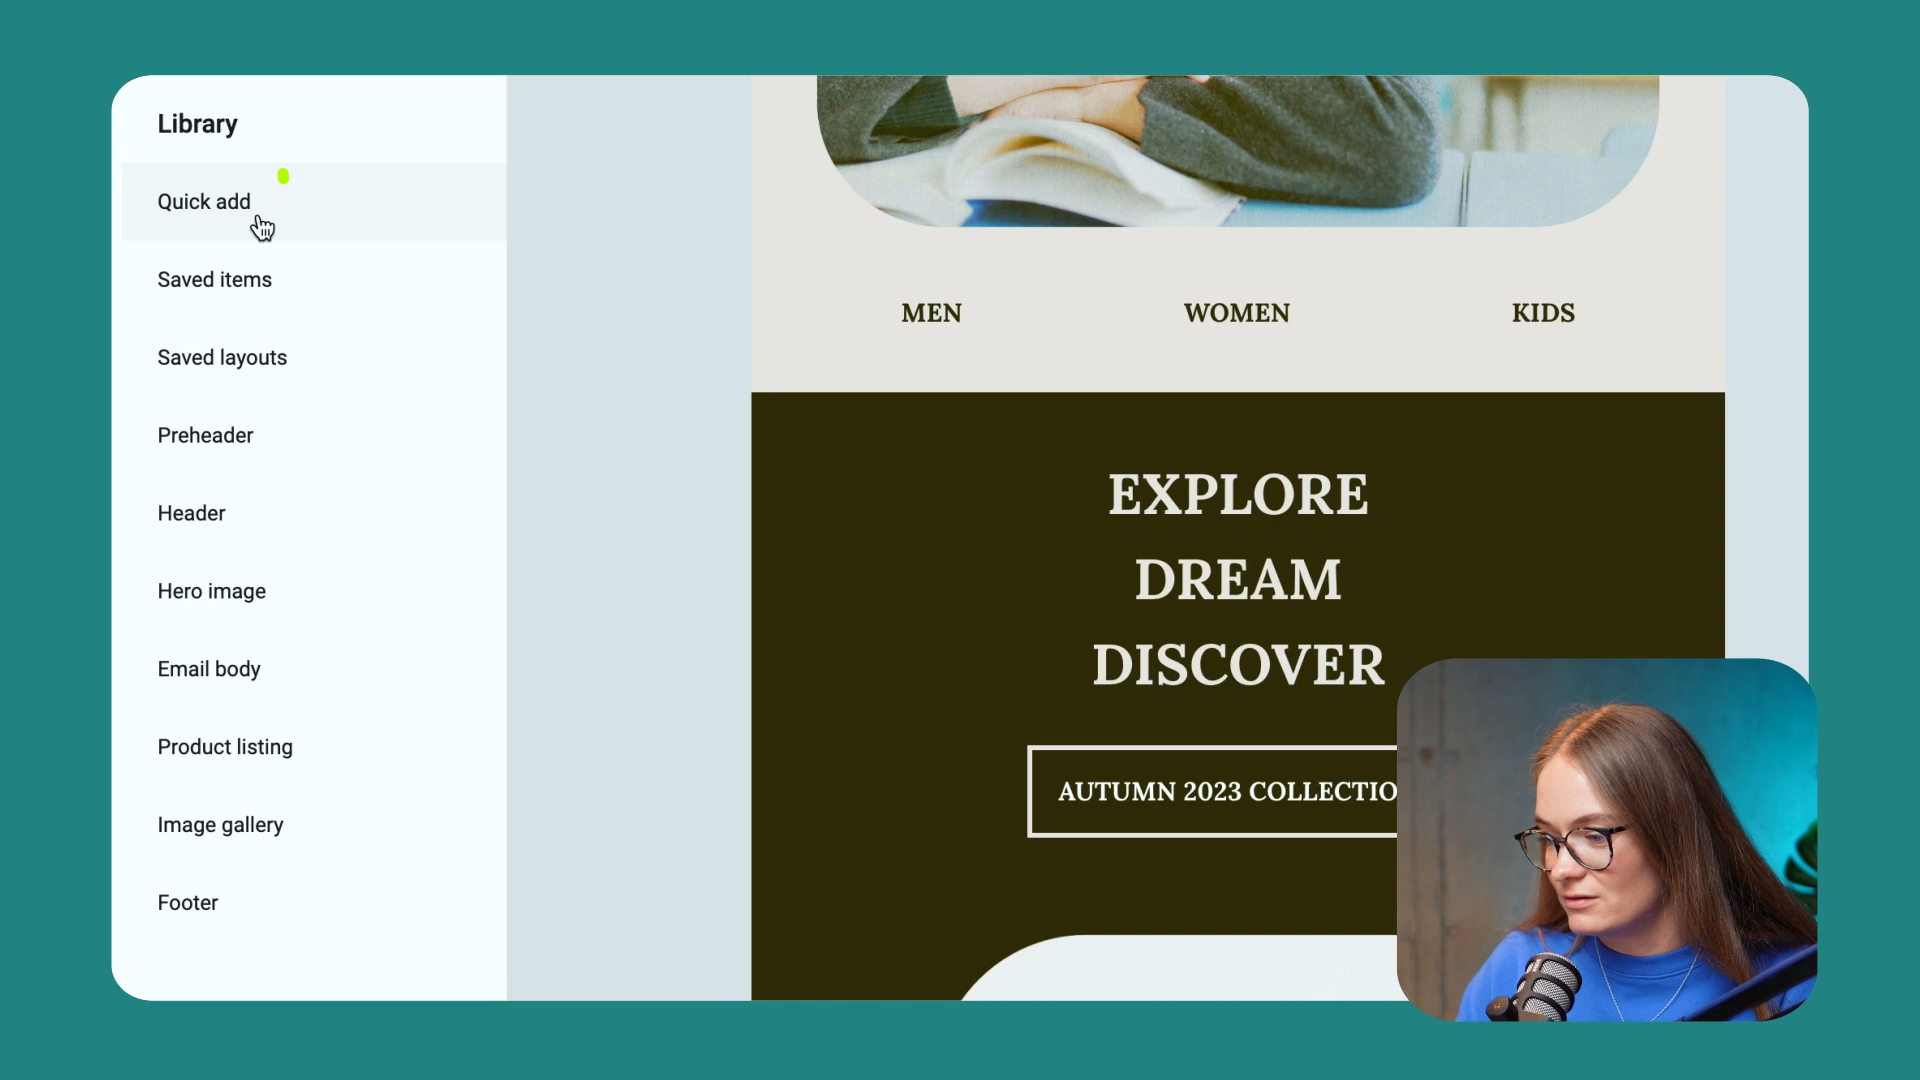 Library
Quick add
Saved items
Saved layouts
Preheader
Header
Hero image
Email body
Product listing
Image gallery
Footer
MEN WOMEN KIDS
EXPLORE
DREAM
DISCOVER
AUTUMN 2023